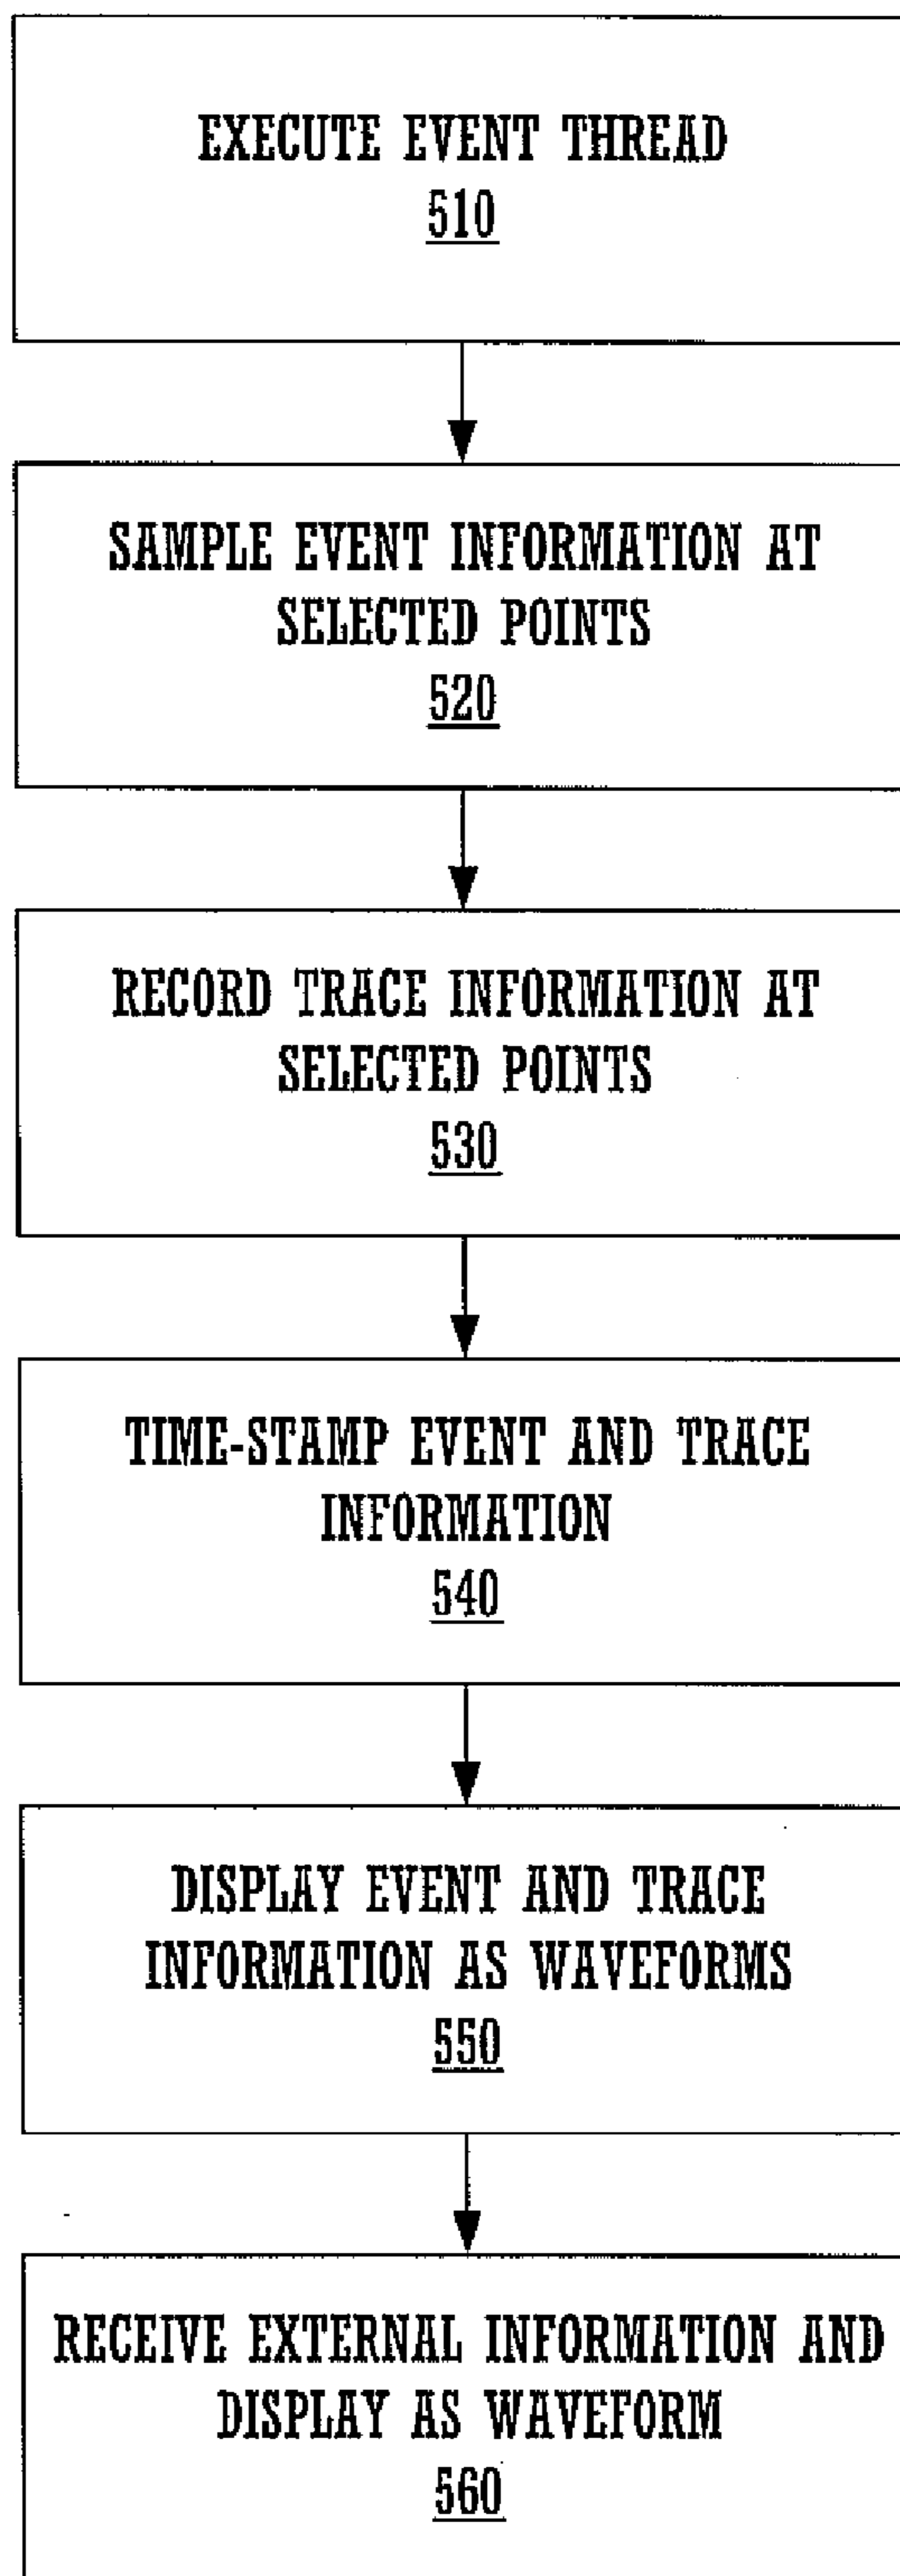 EXECUTE EVENT THREAD
510
SAMPLE EVENT INFORMATION AT
SELECTED POINTS
520
RECORD TRACE INFORMATION AT
SELECTED POINTS
530
TIME-STAMP EVENT AND TRACE
INFORMATION
540
DISPLAY EVENT AND TRACE
INFORMATION AS WAVEFORMS
550
RECEIVE EXTERNAL INFORMATION AND
DISPLAY AS WAVEFORM
560